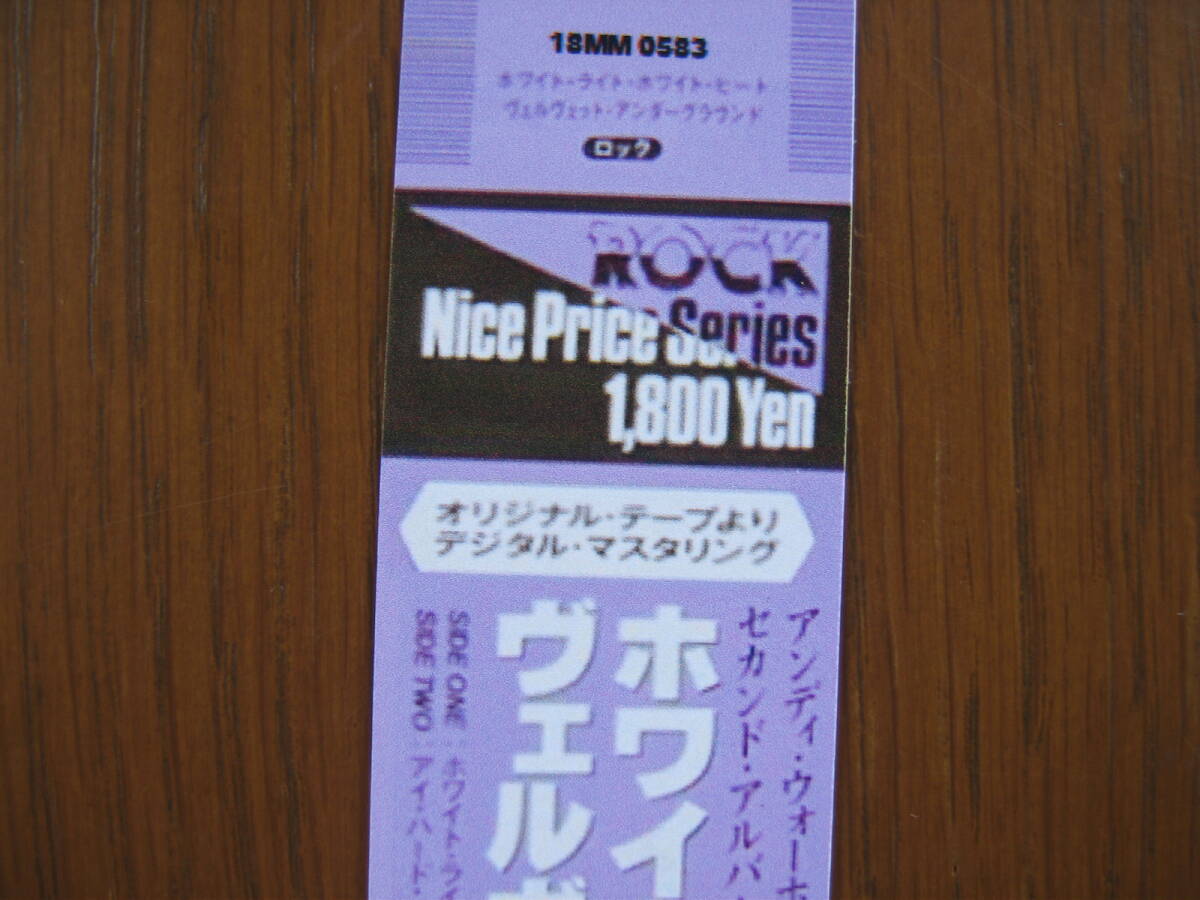 18MM 0583
ホワイト・ライト・ホワイト・ヒート
ヴェルヴェット・アンダーグラウンド
ロック
ROCK
Nice Price Series
1,800 Yen
オリジナル・テープより
デジタル・マスタリング
アンディ・ウォーホ
セカンド・アルバ
ホワイ
ヴェルヴ
SIDE ONE:ホワイト・ライ
SIDE TWO:アイ・ハード・